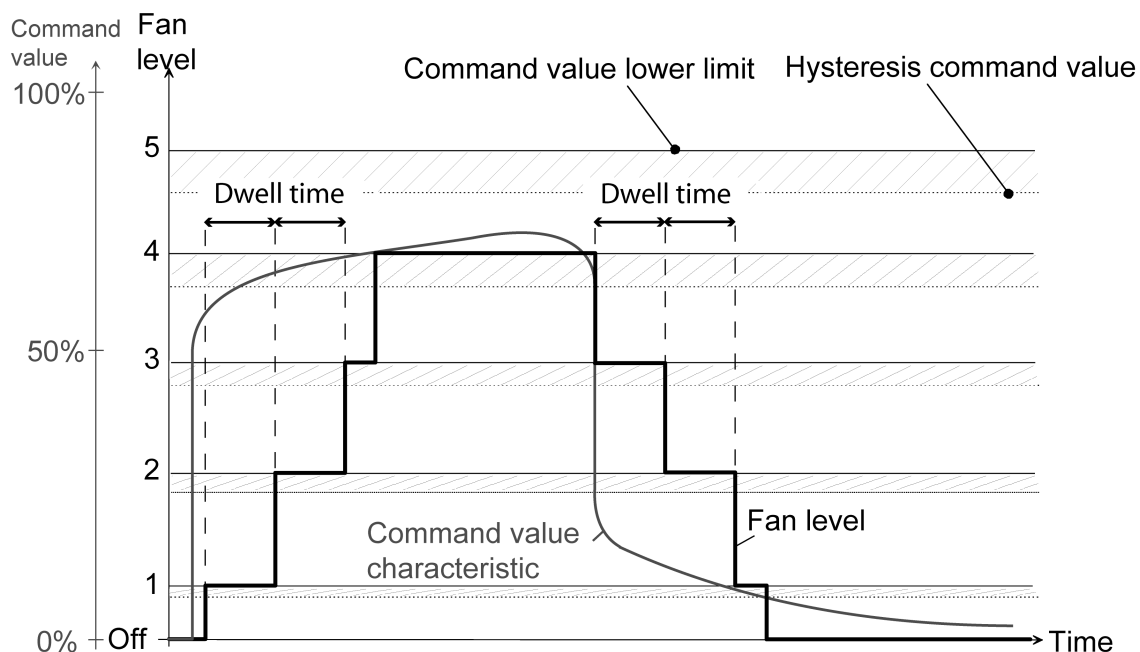 Command
value
Fan
level
Command value lower limit
Hysteresis command value
100%
5
Dwell time
Dwell time
4
50%
3
2
Command value
characteristic
Fan level
1
0%
Off
Time